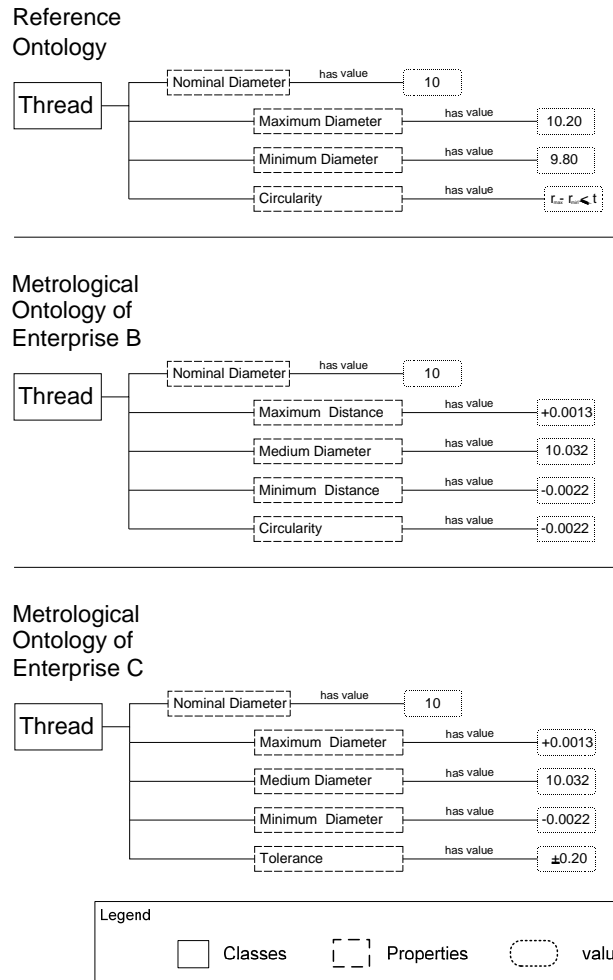 Reference
Ontology
Thread
Nominal Diameter has value 10
Maximum Diameter has value 10.20
Minimum Diameter has value 9.80
Circularity has value
Metrological
Ontology of
Enterprise B
Thread
Nominal Diameter has value 10
Maximum Distance has value +0.0013
Medium Diameter has value 10.032
Minimum Distance has value -0.0022
Circularity has value -0.0022
Metrological
Ontology of
Enterprise C
Thread
Nominal Diameter has value 10
Maximum Diameter has value +0.0013
Medium Diameter has value 10.032
Minimum Diameter has value -0.0022
Tolerance has value ±0.20
Legend
Classes Properties valu